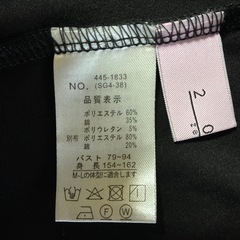 445-1833
NO. (SG4-38)
品質表示
ポリエステル 60%
綿 35%
ポリウレタン 5%
別布 ポリエステル 80%
綿 20%
バスト 79~94
身長 154~162
M~Lの体型に適合します
2
0